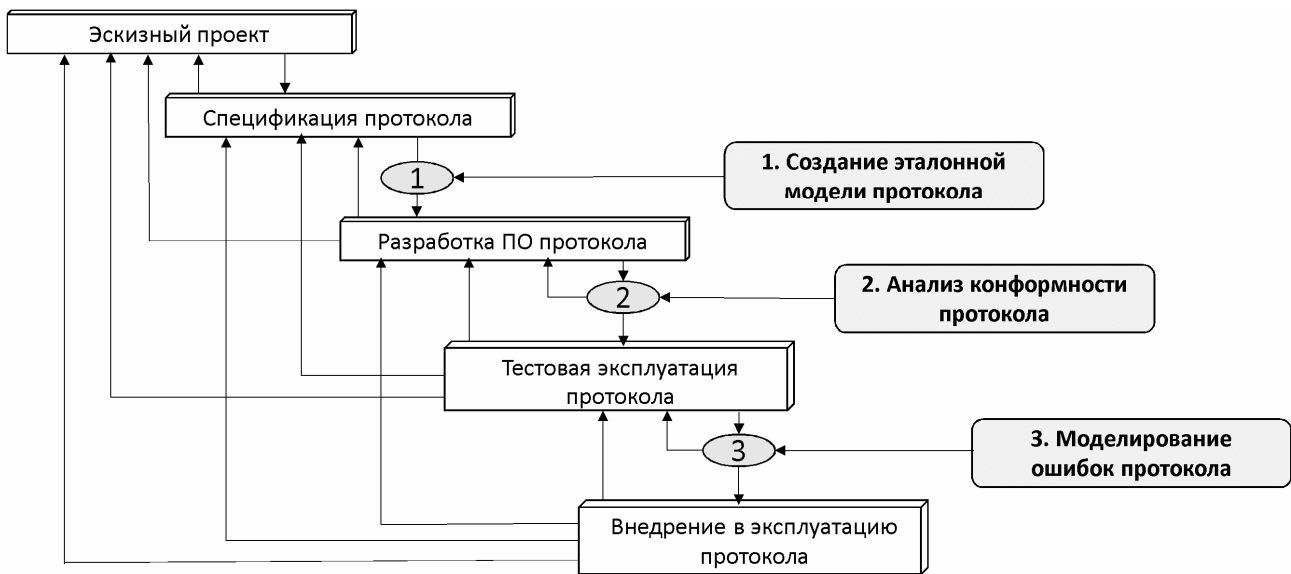 Эскизный проект
Спецификация протокола
1
1. Создание эталонной
модели протокола
Разработка ПО протокола
2
2. Анализ конформности
протокола
Тестовая эксплуатация
протокола
3
3. Моделирование
ошибок протокола
Внедрение в эксплуатацию
протокола